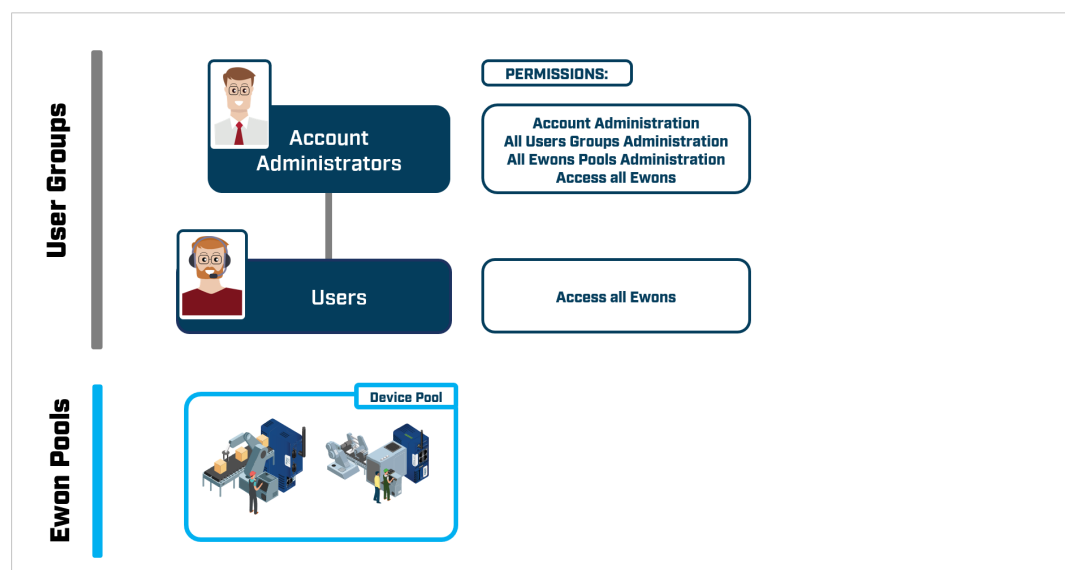 User Groups
PERMISSIONS:
Account
Administrators
Account Administration
All Users Groups Administration
All Ewons Pools Administration
Access all Ewons
Users
Access all Ewons
Ewon Pools
Device Pool